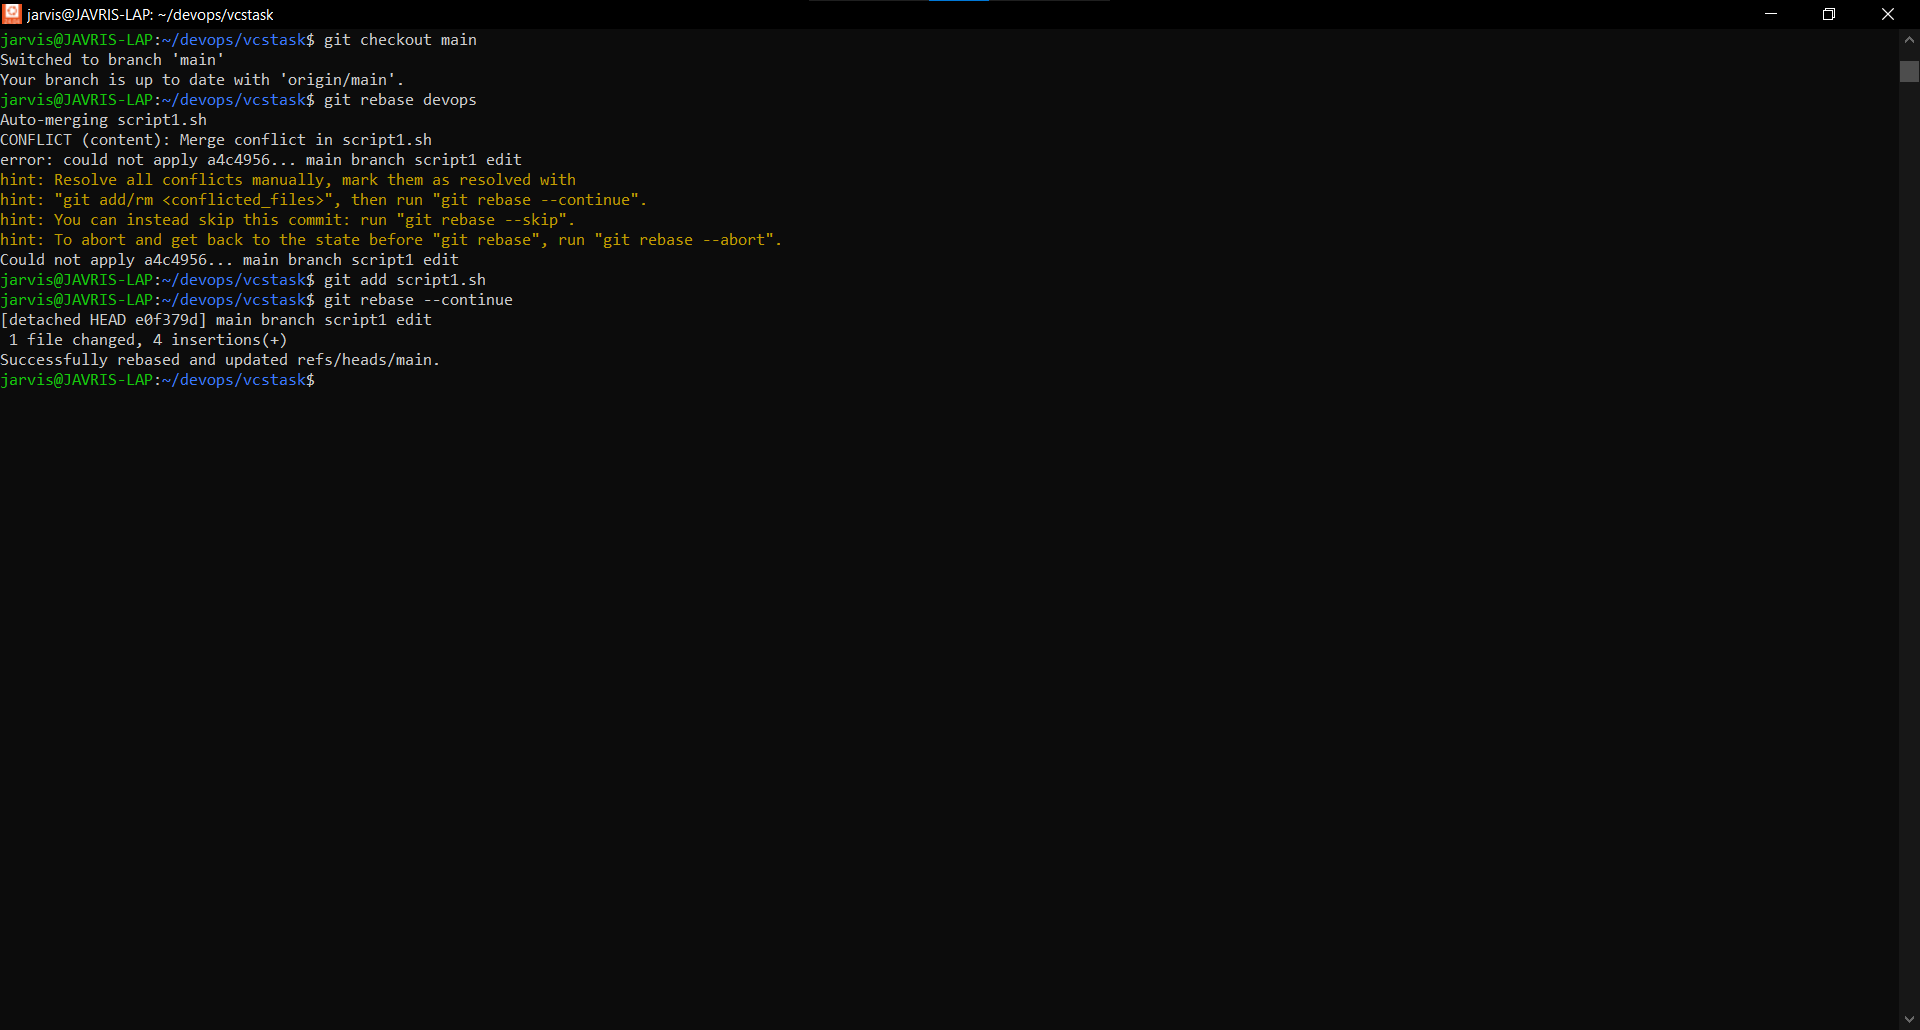 jarvis@JAVRIS-LAP: ~/devops/vcstask
jarvis@JAVRIS-LAP:~/devops/vcstask$ git checkout main
Switched to branch 'main'
Your branch is up to date with 'origin/main'.
jarvis@JAVRIS-LAP:~/devops/vcstask$ git rebase devops
Auto-merging script1.sh
CONFLICT (content): Merge conflict in script1.sh
error: could not apply a4c4956... main branch script1 edit
hint: Resolve all conflicts manually, mark them as resolved with
hint: "git add/rm <conflicted_files>", then run "git rebase --continue".
hint: You can instead skip this commit: run "git rebase --skip".
hint: To abort and get back to the state before "git rebase", run "git rebase --abort".
Could not apply a4c4956... main branch script1 edit
jarvis@JAVRIS-LAP:~/devops/vcstask$ git add script1.sh
jarvis@JAVRIS-LAP:~/devops/vcstask$ git rebase --continue
[detached HEAD e0f379d] main branch script1 edit
 1 file changed, 4 insertions(+)
Successfully rebased and updated refs/heads/main.
jarvis@JAVRIS-LAP:~/devops/vcstask$